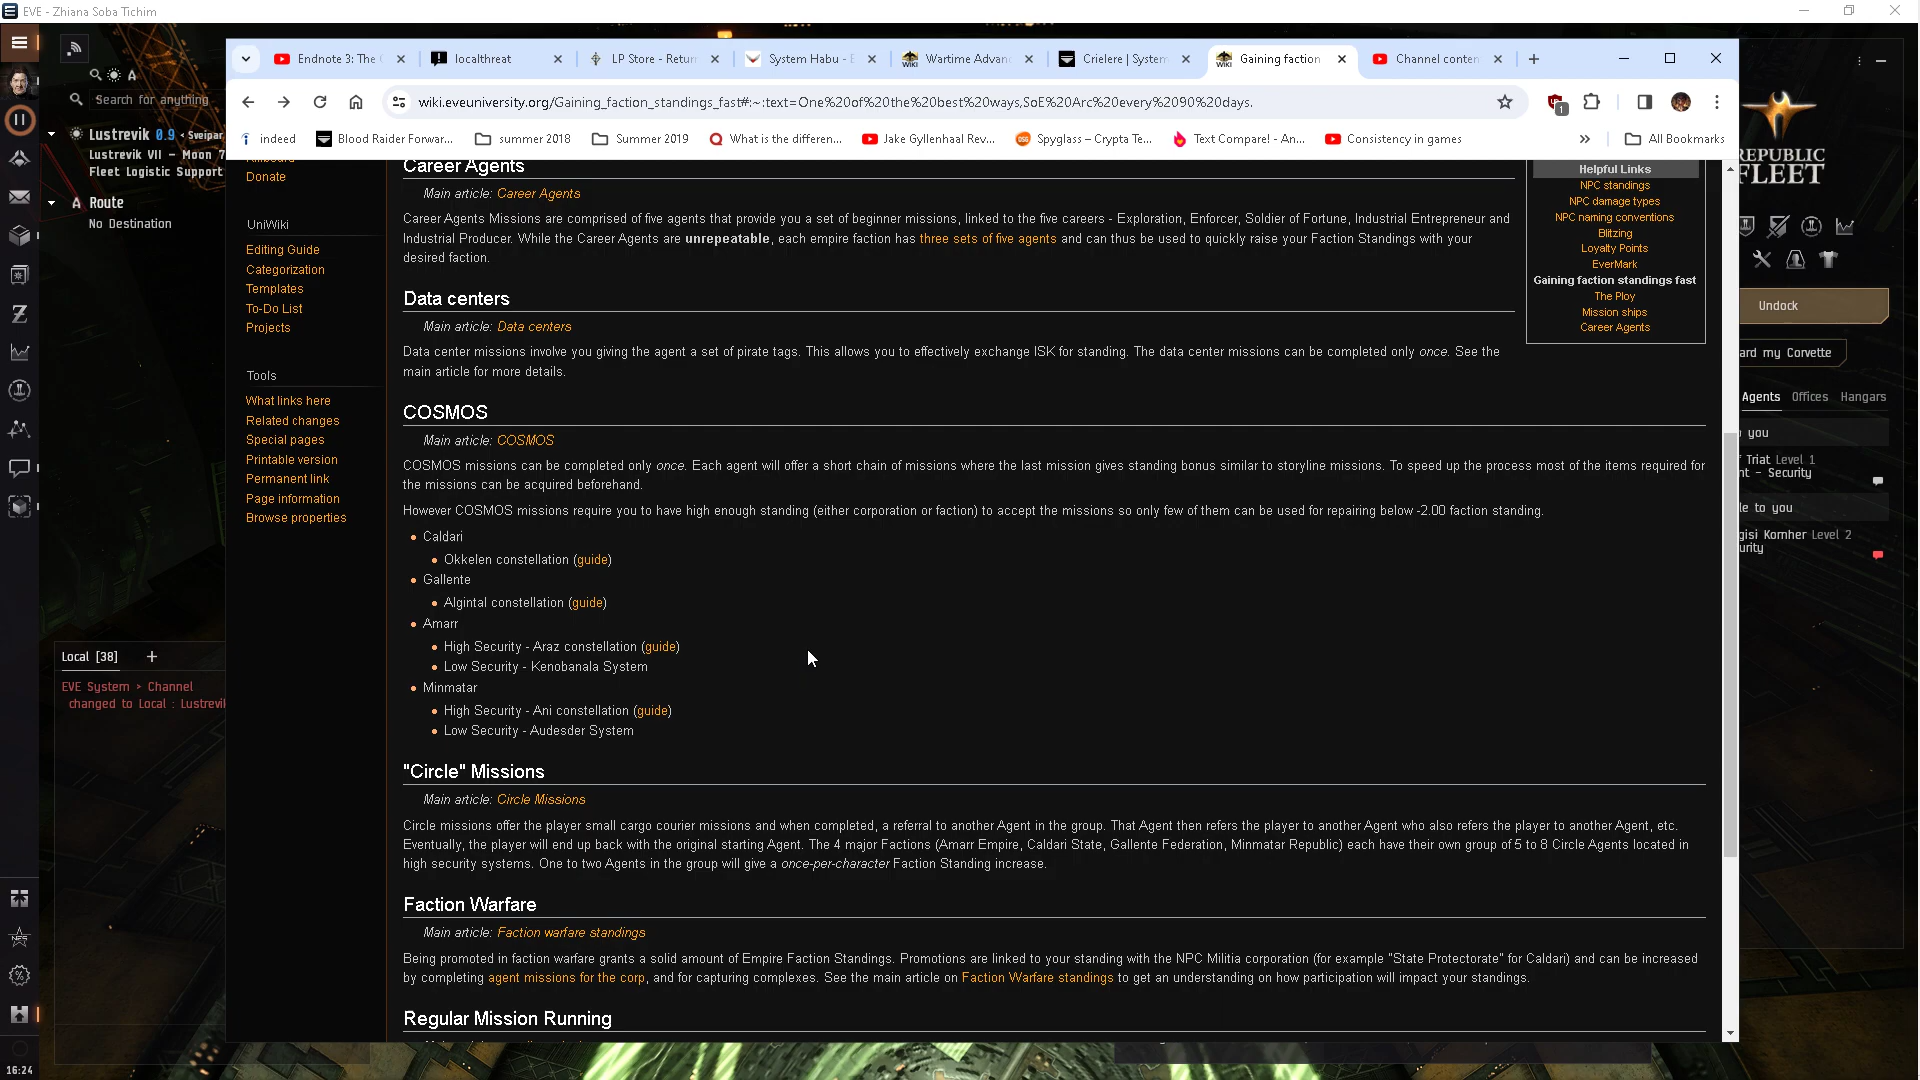 EVE - Zhiana Soba Tichim
Endnote 3: The
localthreat
LP Store - Retur
System Habu - E
Wartime Advan
Crielere | System
Gaining faction
Channel conten
wiki.eveuniversity.org/Gaining_faction_standings_fast#:~:text=One%20of%20the%20best%20ways,SoE%20Arc%20every%2090%20days.
1
indeed
Blood Raider Forwar...
summer 2018
Summer 2019
What is the differen...
Jake Gyllenhaal Rev...
Spyglass – Crypta Te...
Text Compare! - An...
Consistency in games
»
All Bookmarks
Search for anything
Lustrevik 0.9 < Sveipar
Lustrevik VII - Moon 7
Fleet Logistic Support
Route
No Destination
Local [38] +
EVE System > Channel
changed to Local : Lustrevik
16:24
Donate
UniWiki
Editing Guide
Categorization
Templates
To-Do List
Projects
Tools
What links here
Related changes
Special pages
Printable version
Permanent link
Page information
Browse properties
Career Agents
Main article: Career Agents
Career Agents Missions are comprised of five agents that provide you a set of beginner missions, linked to the five careers - Exploration, Enforcer, Soldier of Fortune, Industrial Entrepreneur and
Industrial Producer. While the Career Agents are unrepeatable, each empire faction has three sets of five agents and can thus be used to quickly raise your Faction Standings with your
desired faction.
Data centers
Main article: Data centers
Data center missions involve you giving the agent a set of pirate tags. This allows you to effectively exchange ISK for standing. The data center missions can be completed only once. See the
main article for more details.
COSMOS
Main article: COSMOS
COSMOS missions can be completed only once. Each agent will offer a short chain of missions where the last mission gives standing bonus similar to storyline missions. To speed up the process most of the items required for
the missions can be acquired beforehand.
However COSMOS missions require you to have high enough standing (either corporation or faction) to accept the missions so only few of them can be used for repairing below -2.00 faction standing.
Caldari
Okkelen constellation (guide)
Gallente
Algintal constellation (guide)
Amarr
High Security - Araz constellation (guide)
Low Security - Kenobanala System
Minmatar
High Security - Ani constellation (guide)
Low Security - Audesder System
"Circle" Missions
Main article: Circle Missions
Circle missions offer the player small cargo courier missions and when completed, a referral to another Agent in the group. That Agent then refers the player to another Agent who also refers the player to another Agent, etc.
Eventually, the player will end up back with the original starting Agent. The 4 major Factions (Amarr Empire, Caldari State, Gallente Federation, Minmatar Republic) each have their own group of 5 to 8 Circle Agents located in
high security systems. One to two Agents in the group will give a once-per-character Faction Standing increase.
Faction Warfare
Main article: Faction warfare standings
Being promoted in faction warfare grants a solid amount of Empire Faction Standings. Promotions are linked to your standing with the NPC Militia corporation (for example "State Protectorate" for Caldari) and can be increased
by completing agent missions for the corp, and for capturing complexes. See the main article on Faction Warfare standings to get an understanding on how participation will impact your standings.
Regular Mission Running
Helpful Links
NPC standings
NPC damage types
NPC naming conventions
Blitzing
Loyalty Points
EverMark
Gaining faction standings fast
The Ploy
Mission ships
Career Agents
REPUBLIC
FLEET
Undock
ard my Corvette
Agents Offices Hangars
you
Triat Level 1
nt - Security
le to you
gisi Komher Level 2
urity